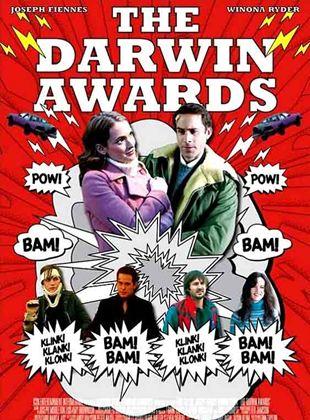 JOSEPH FIENNES WINONA RYDER
THE
DARWIN
AWARDS
POW! POW!
BAM! BAM!
KLINK!
KLANK!
KLONK!
BAM!
BAM!
KLINK!
KLANK!
KLONK!
BAM!
BAM!